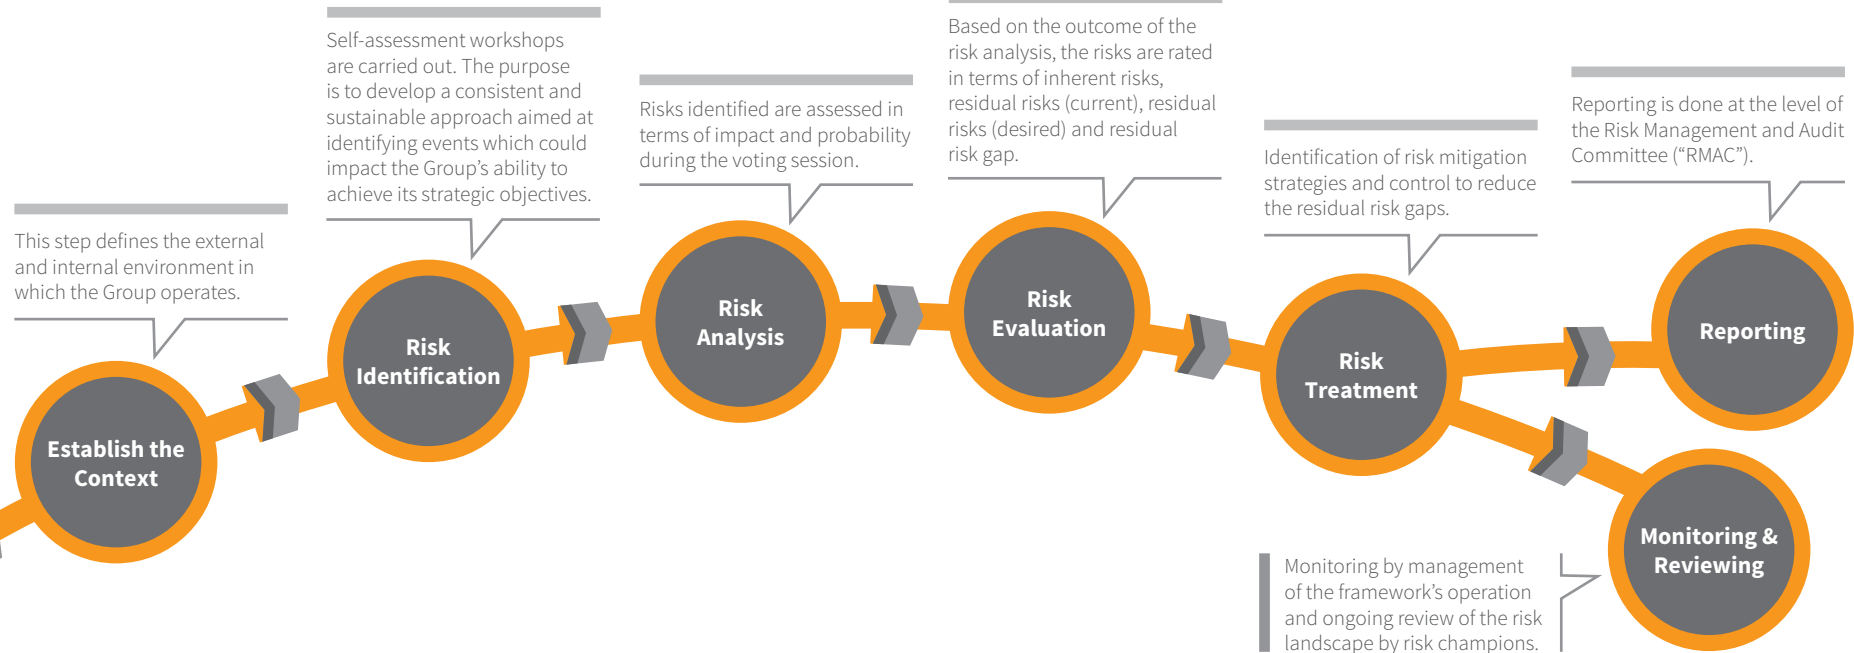 This step defines the external
and internal environment in
which the Group operates.
Establish the
Context
Self-assessment workshops
are carried out. The purpose
is to develop a consistent and
sustainable approach aimed at
identifying events which could
impact the Group’s ability to
achieve its strategic objectives.
Risk
Identification
Risks identified are assessed in
terms of impact and probability
during the voting session.
Risk
Analysis
Based on the outcome of the
risk analysis, the risks are rated
in terms of inherent risks,
residual risks (current), residual
risks (desired) and residual
risk gap.
Risk
Evaluation
Identification of risk mitigation
strategies and control to reduce
the residual risk gaps.
Risk
Treatment
Reporting is done at the level of
the Risk Management and Audit
Committee (“RMAC”).
Reporting
Monitoring &
Reviewing
Monitoring by management
of the framework’s operation
and ongoing review of the risk
landscape by risk champions.